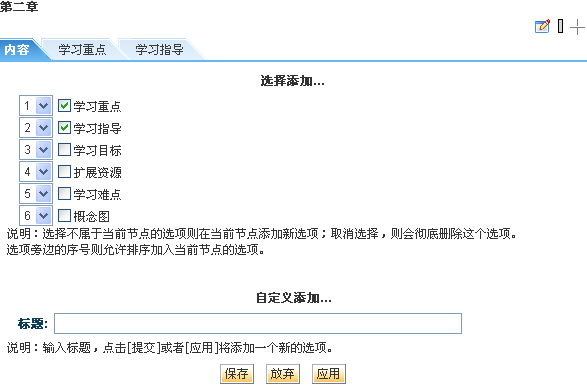 第二章
内容 学习重点 学习指导
选择添加...
1 学习重点
2 学习指导
3 学习目标
4 扩展资源
5 学习难点
6 概念图
说明：选择不属于当前节点的选项则在当前节点添加新选项；取消选择，则会彻底删除这个选项。
选项旁边的序号则允许排序加入当前节点的选项。
自定义添加...
标题:
说明：输入标题，点击[提交]或者[应用]将添加一个新的选项。
保存 放弃 应用